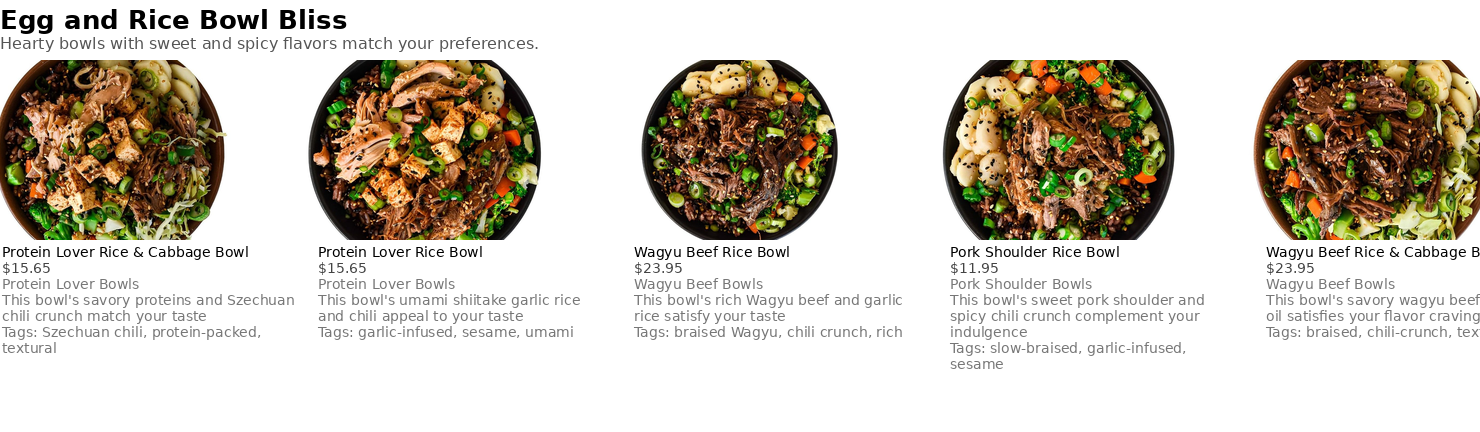 Egg and Rice Bowl Bliss
Hearty bowls with sweet and spicy flavors match your preferences.
Protein Lover Rice & Cabbage Bowl
$15.65
Protein Lover Bowls
This bowl's savory proteins and Szechuan
chili crunch match your taste
Tags: Szechuan chili, protein-packed,
textural
Protein Lover Rice Bowl
$15.65
Protein Lover Bowls
This bowl's umami shiitake garlic rice
and chili appeal to your taste
Tags: garlic-infused, sesame, umami
Wagyu Beef Rice Bowl
$23.95
Wagyu Beef Bowls
This bowl's rich Wagyu beef and garlic
rice satisfy your taste
Tags: braised Wagyu, chili crunch, rich
Pork Shoulder Rice Bowl
$11.95
Pork Shoulder Bowls
This bowl's sweet pork shoulder and
spicy chili crunch complement your
indulgence
Tags: slow-braised, garlic-infused,
sesame
Wagyu Beef Rice & Cabbage B
$23.95
Wagyu Beef Bowls
This bowl's savory wagyu beef
oil satisfies your flavor craving
Tags: braised, chili-crunch, tex